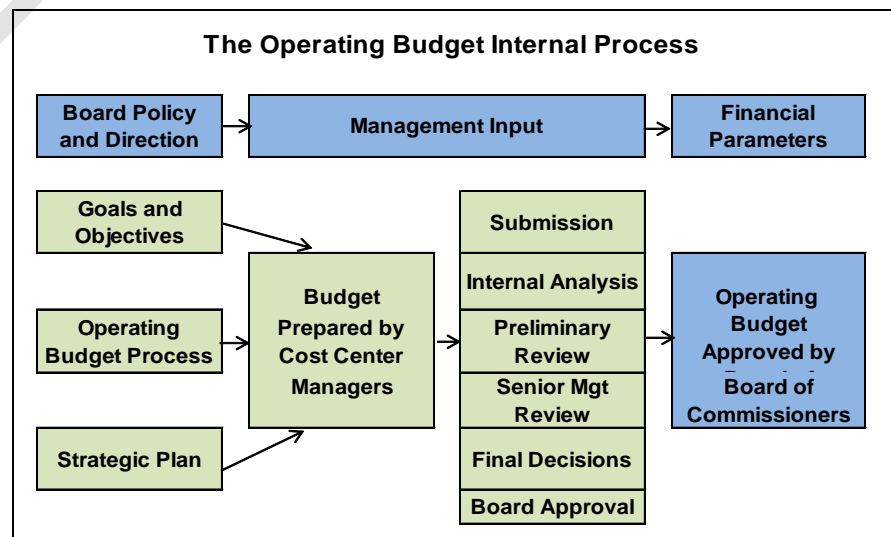 The Operating Budget Internal Process
Board Policy
and Direction
Management Input
Financial
Parameters
Goals and
Objectives
Operating
Budget Process
Strategic Plan
Budget
Prepared by
Cost Center
Managers
Submission
Internal Analysis
Preliminary
Review
Senior Mgt
Review
Final Decisions
Board Approval
Operating
Budget
Approved by
Board of
Commissioners